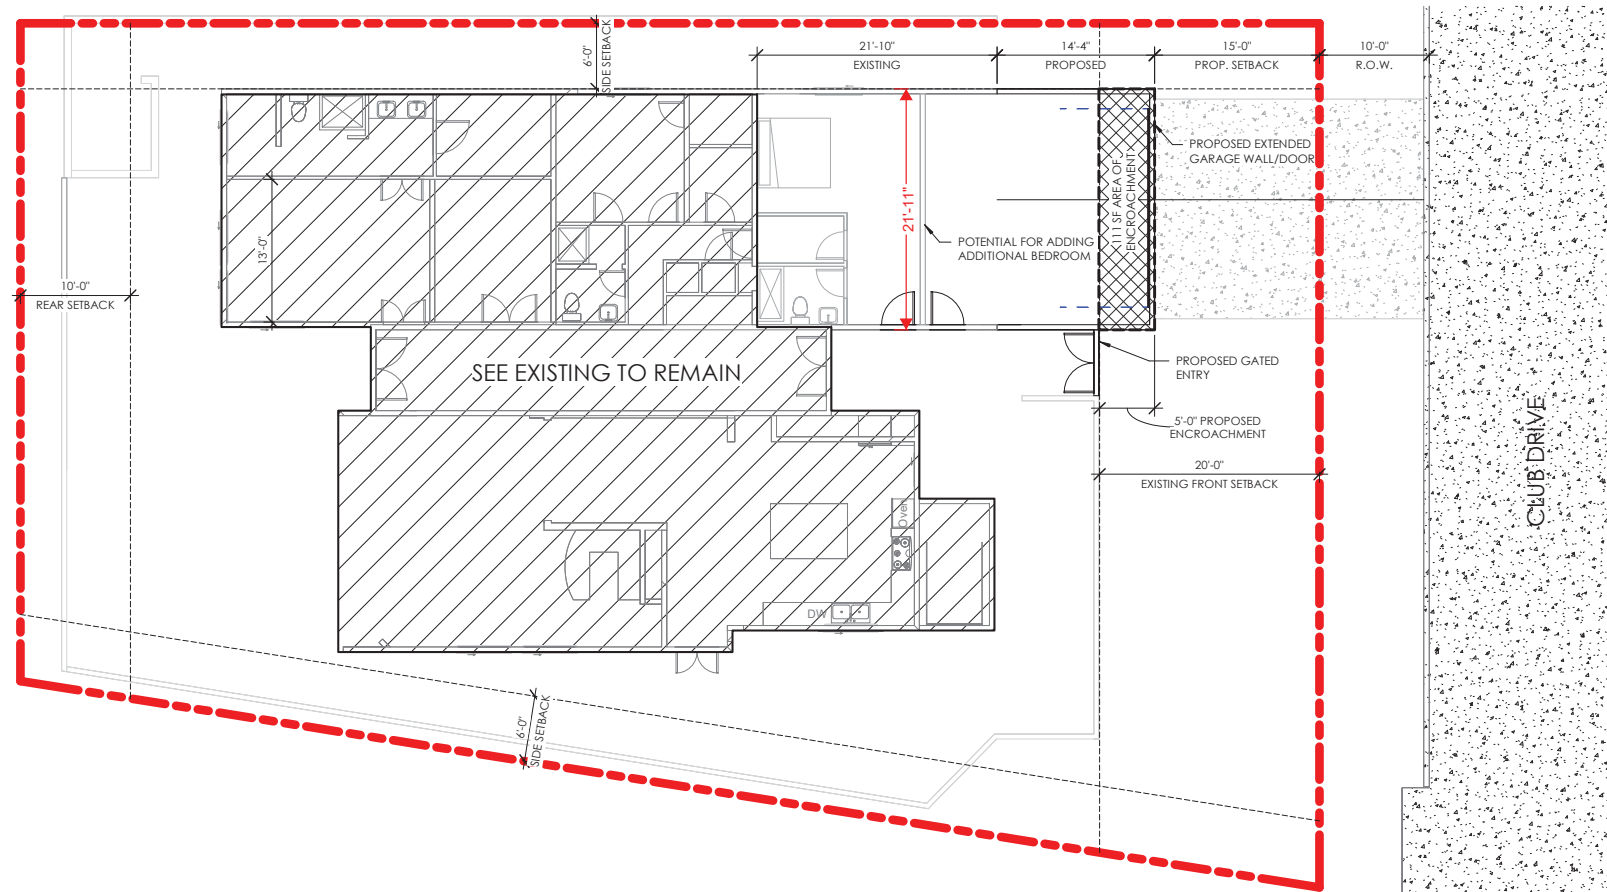 6'-0"
SIDE SETBACK
21'-10"
EXISTING
14'-4"
PROPOSED
15'-0"
PROP. SETBACK
10'-0"
R.O.W.
PROPOSED EXTENDED
GARAGE WALL/DOOR
111 SF AREA OF
ENCROACHMENT
21'-11"
POTENTIAL FOR ADDING
ADDITIONAL BEDROOM
13'-0"
10'-0"
REAR SETBACK
SEE EXISTING TO REMAIN
PROPOSED GATED
ENTRY
5'-0" PROPOSED
ENCROACHMENT
20'-0"
EXISTING FRONT SETBACK
CLUB DRIVE
Oven
DW
6'-0"
SIDE SETBACK